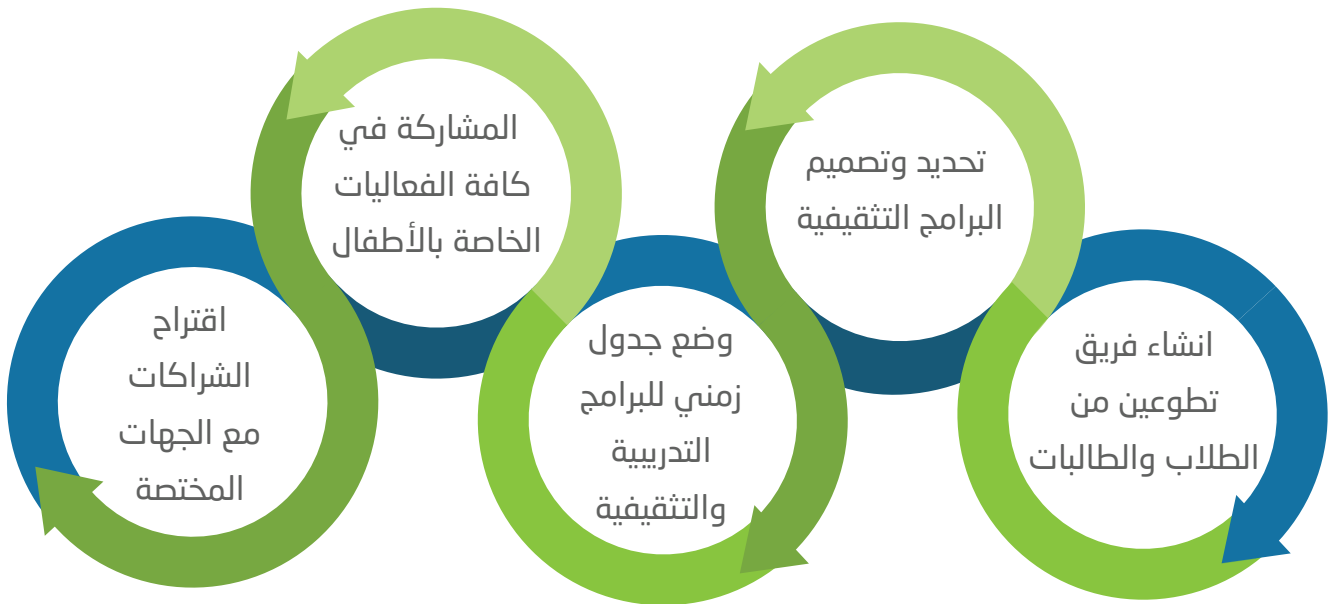 انشاء فريق
تطوعين من
الطلاب والطالبات
تحديد وتصميم
البرامج التثقيفية
وضع جدول
زمني للبرامج
التدريبية
والتثقيفية
المشاركة في
كافة الفعاليات
الخاصة بالأطفال
اقتراح
الشراكات
مع الجهات
المختصة